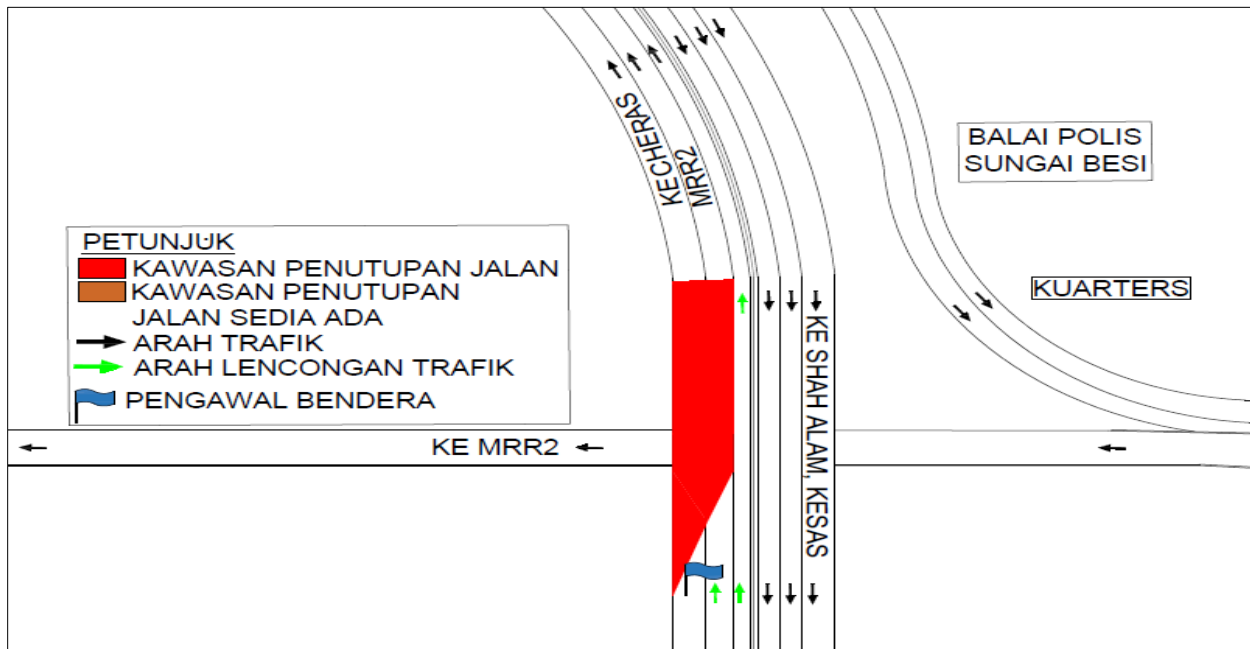 KECHERAS
MRR2
BALAI POLIS
SUNGAI BESI
PETUNJUK
KAWASAN PENUTUPAN JALAN
KAWASAN PENUTUPAN
JALAN SEDIA ADA
ARAH TRAFIK
ARAH LENCONGAN TRAFIK
PENGAWAL BENDERA
KUARTERS
KE MRR2
KE SHAH ALAM, KESAS